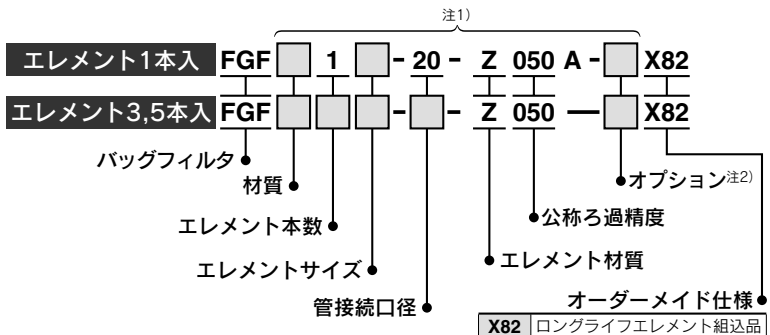 注1)
エレメント1本入 FGF 1 - 20 - Z 050 A - X82
エレメント3,5本入 FGF - - Z 050 — X82
バッグフィルタ
材質
オプション注2)
エレメント本数
公称ろ過精度
エレメントサイズ
エレメント材質
管接続口径
オーダーメイド仕様
X82 ロングライフエレメント組込品